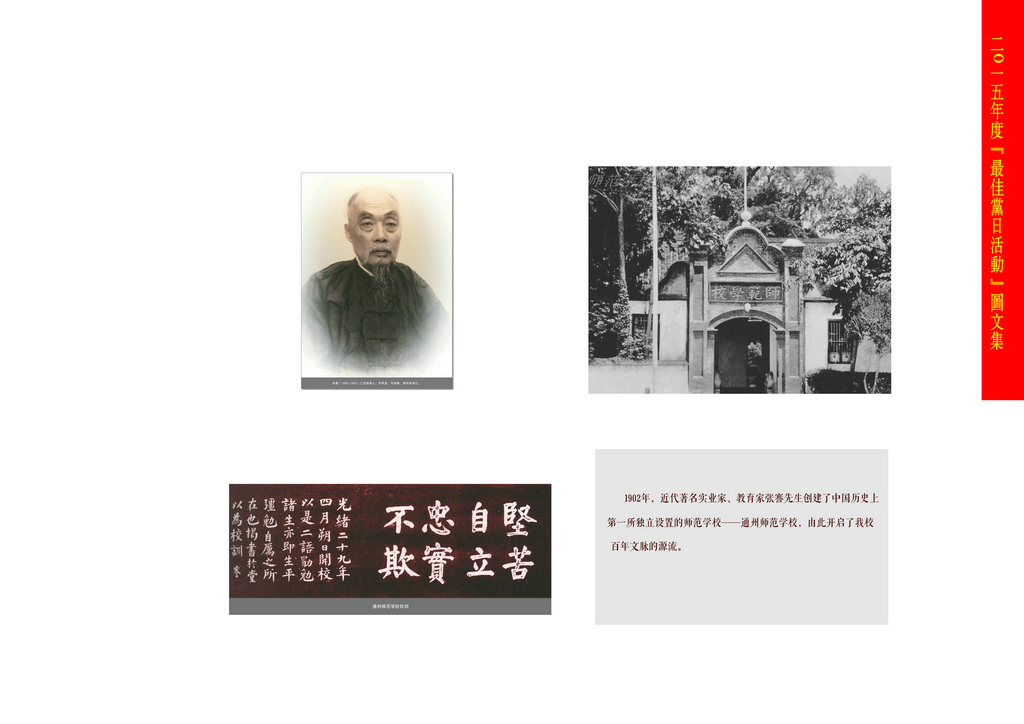 二〇一五年度『最佳黨日活動』圖文集
師範學校
堅苦
自立
忠實
不欺
光緒二十九年
四月朔日開校
以是二語勖勉
諸生亦即生平
彊勉自厲之所
在也揭書於堂
以為校訓 謇
通州师范学校校训
1902年，近代著名实业家、教育家张謇先生创建了中国历史上
第一所独立设置的师范学校——通州师范学校，由此开启了我校
百年文脉的源流。